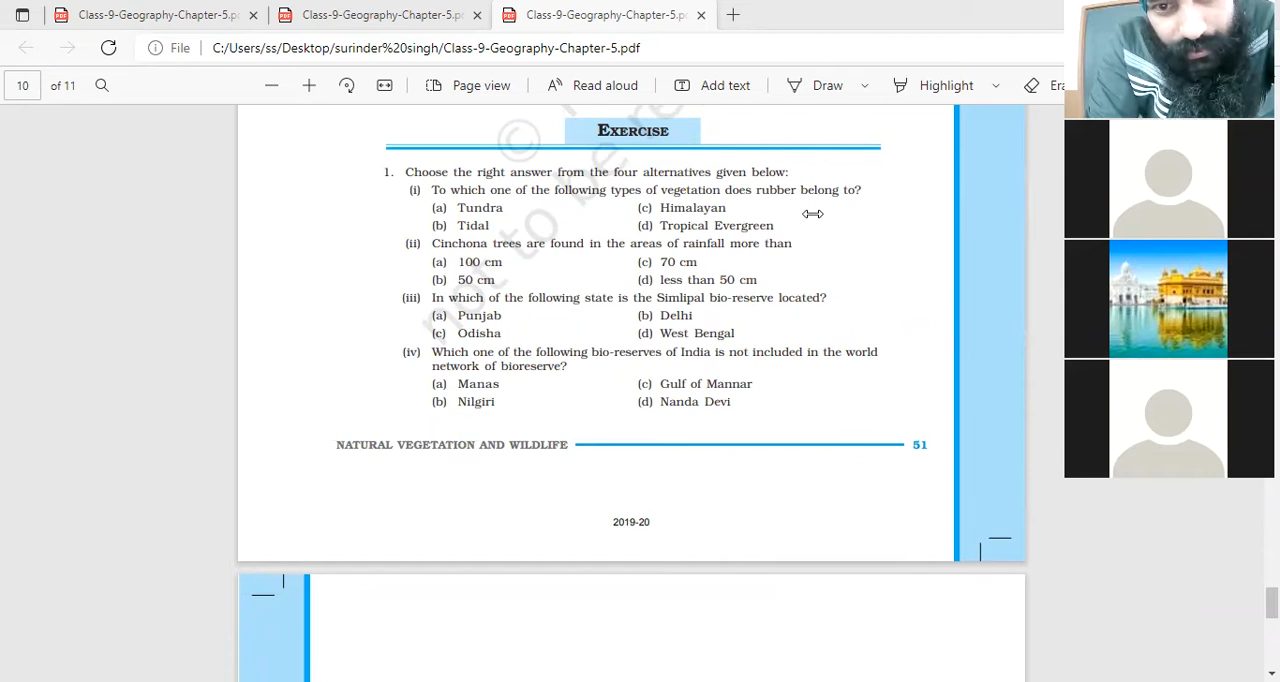 Class-9-Geography-Chapter-5.p
Class-9-Geography-Chapter-5.p
Class-9-Geography-Chapter-5.p
File C:/Users/ss/Desktop/surinder%20singh/Class-9-Geography-Chapter-5.pdf
10 of 11 Page view Read aloud Add text Draw Highlight Era
© not to be re
EXERCISE
1. Choose the right answer from the four alternatives given below:
(i) To which one of the following types of vegetation does rubber belong to?
(a) Tundra (c) Himalayan
(b) Tidal (d) Tropical Evergreen
(ii) Cinchona trees are found in the areas of rainfall more than
(a) 100 cm (c) 70 cm
(b) 50 cm (d) less than 50 cm
(iii) In which of the following state is the Simlipal bio-reserve located?
(a) Punjab (b) Delhi
(c) Odisha (d) West Bengal
(iv) Which one of the following bio-reserves of India is not included in the world
network of bioreserve?
(a) Manas (c) Gulf of Mannar
(b) Nilgiri (d) Nanda Devi
NATURAL VEGETATION AND WILDLIFE 51
2019-20